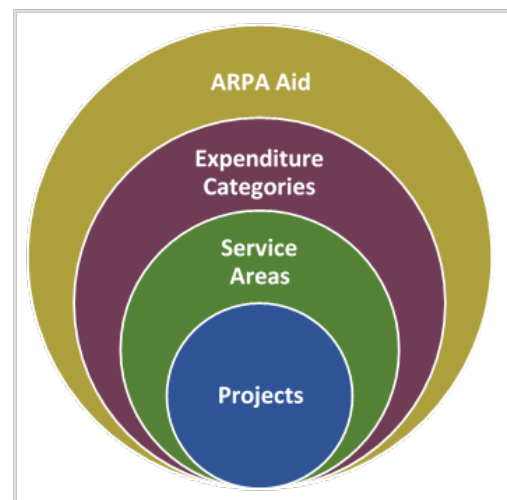 ARPA Aid
Expenditure
Categories
Service
Areas
Projects